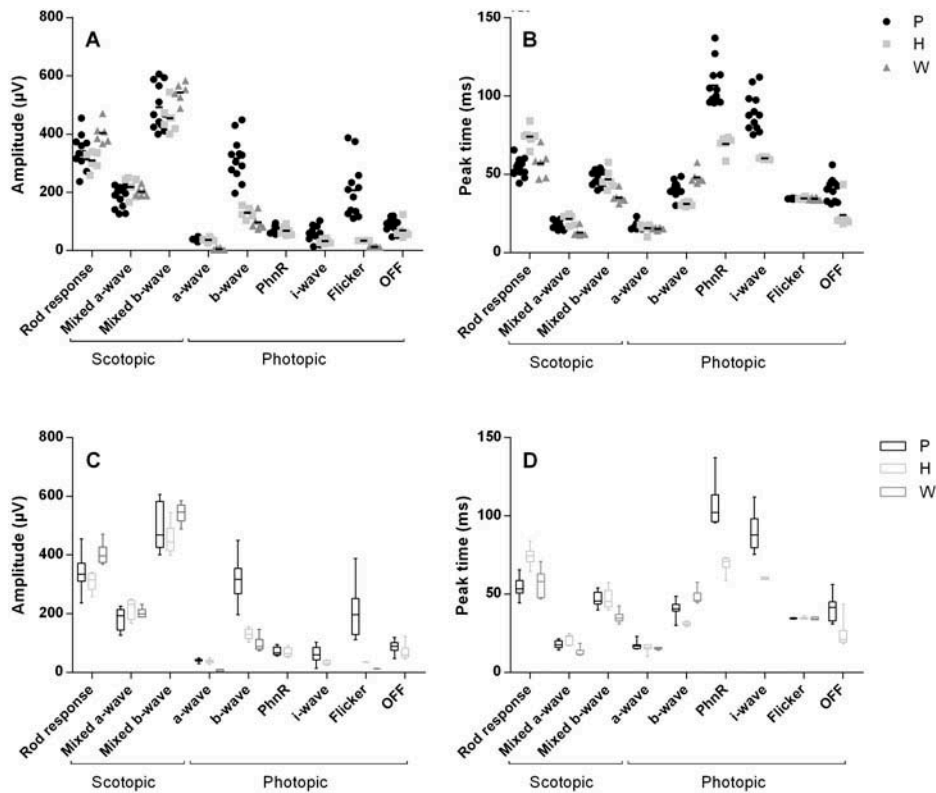 A
Amplitude (µV)
800
600
400
200
0
Rod response
Mixed a-wave
Mixed b-wave
a-wave
b-wave
PhnR
i-wave
Flicker
OFF
Scotopic
Photopic
B
Peak time (ms)
150
100
50
0
Rod response
Mixed a-wave
Mixed b-wave
a-wave
b-wave
PhnR
i-wave
Flicker
OFF
Scotopic
Photopic
P
H
W
C
Amplitude (µV)
800
600
400
200
0
Rod response
Mixed a-wave
Mixed b-wave
a-wave
b-wave
PhnR
i-wave
Flicker
OFF
Scotopic
Photopic
D
Peak time (ms)
150
100
50
0
Rod response
Mixed a-wave
Mixed b-wave
a-wave
b-wave
PhnR
i-wave
Flicker
OFF
Scotopic
Photopic
P
H
W